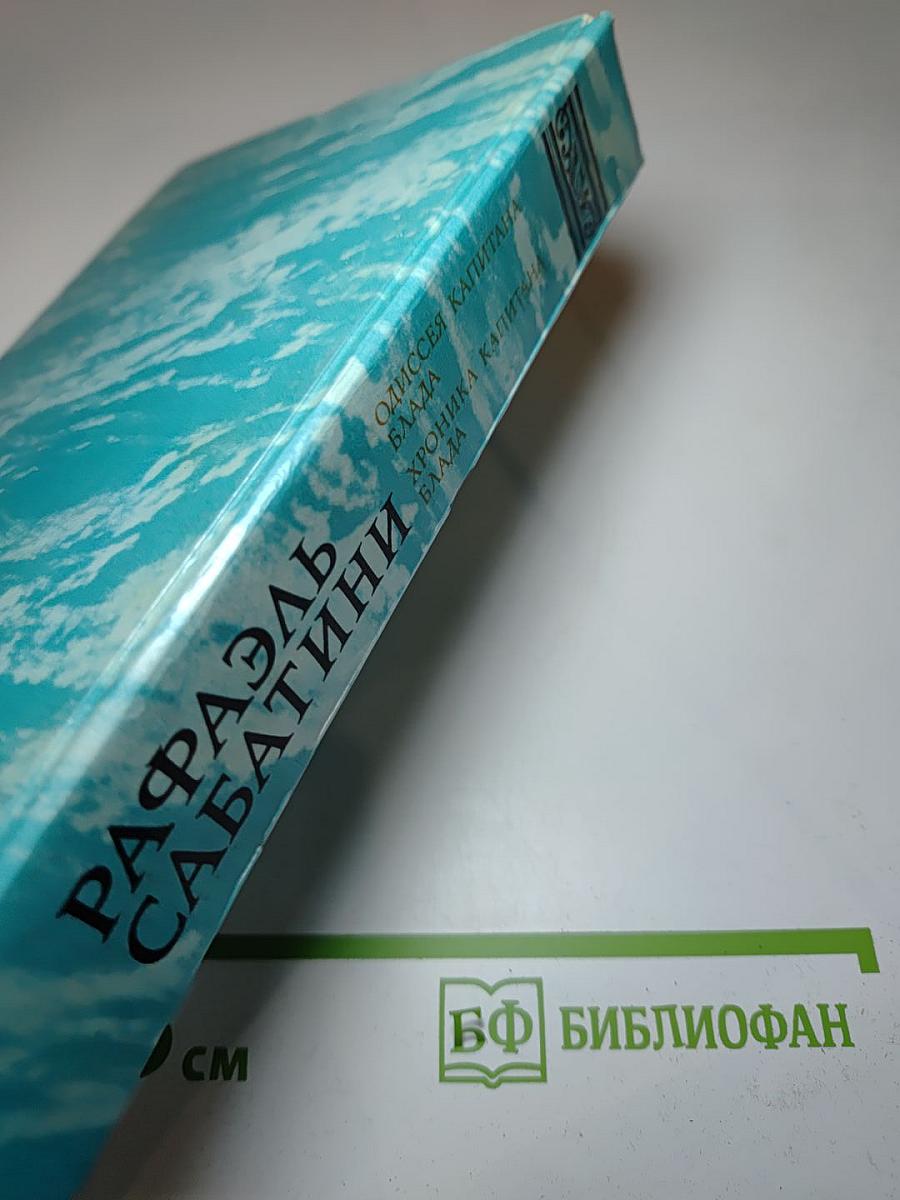 РАФАЭЛЬ
САБАТИНИ
ОДИССЕЯ КАПИТАНА
БЛАДА
ХРОНИКА КАПИТАНА
БЛАДА
см
БФ БИБЛИОФАН